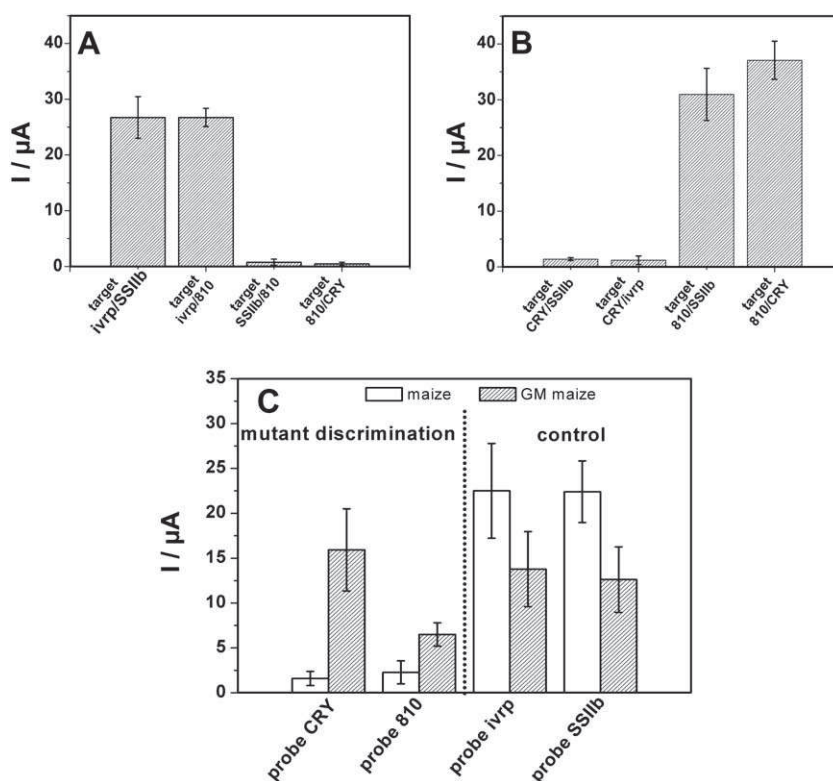 A
I / µA
40
30
20
10
0
target
ivrp/SSIIb
target
ivrp/810
target
SSIIb/810
target
810/CRY
B
I / µA
40
30
20
10
0
target
CRY/SSIIb
target
CRY/ivrp
target
810/SSIIb
target
810/CRY
C
maize
GM maize
mutant discrimination
control
I / µA
35
30
25
20
15
10
5
0
probe CRY
probe 810
probe ivrp
probe SSIIb